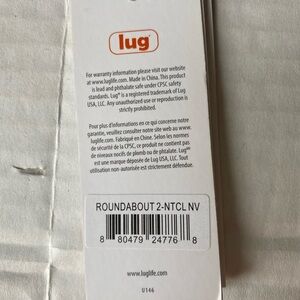 lug®
For warranty information please visit our website
at www.luglife.com. Made in China. This product
is lead and phthalate safe under CPSC safety
standards. Lug® is a registered trademark of Lug
USA, LLC. Any unauthorized use or reproduction is
strictly prohibited.
Pour plus d'informations en ce qui concerne notre
garantie, veuillez consulter notre site web au www.
luglife.com. Fabriqué en Chine. Selon les normes
de sécurité de la CPSC, ce produit ne contient pas
de niveaux nocifs de plomb ou de phtalate. Lug®
est une marque déposée de Lug USA, LLC. Tout
utilisation non-autorisée est strictement défendue.
ROUNDABOUT 2-NTCL NV
8 80479 24776 8
www.luglife.com
U146